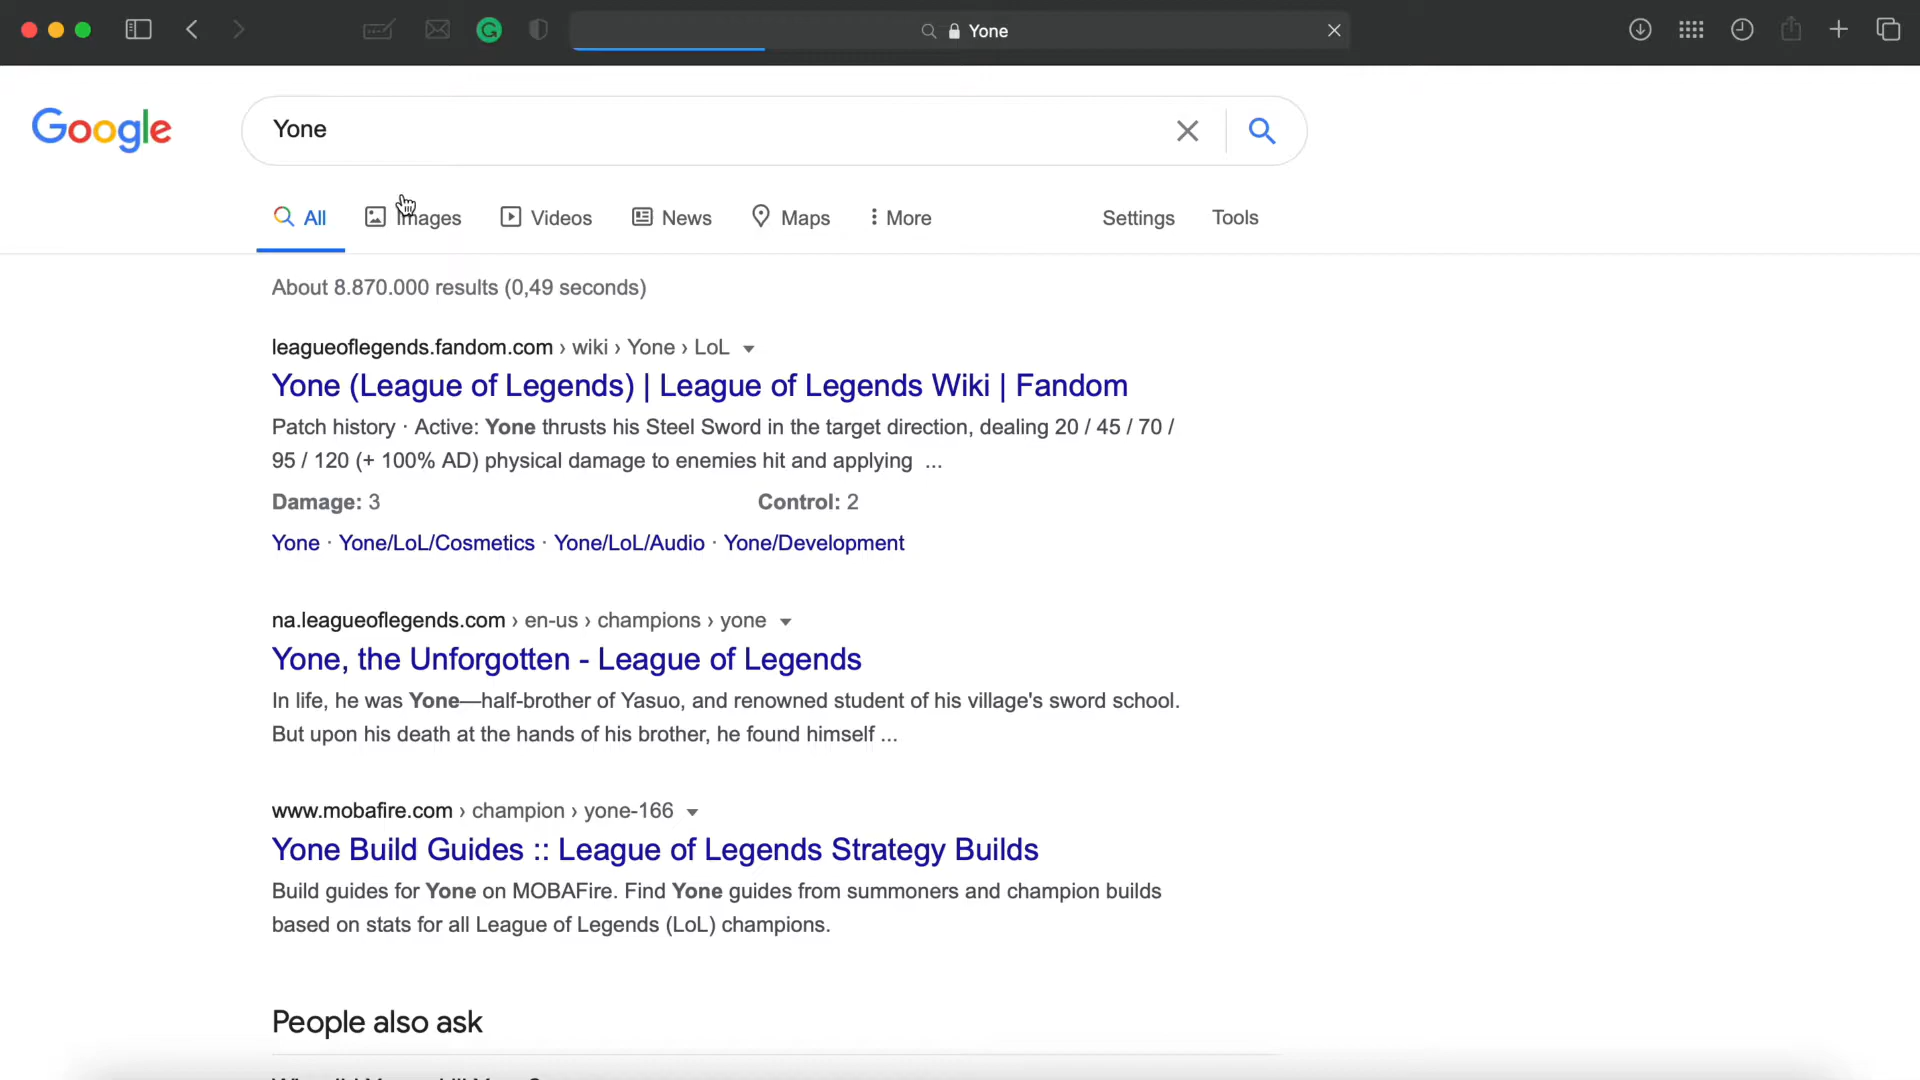 Yone
Google
Yone
All Images Videos News Maps More Settings Tools
About 8.870.000 results (0,49 seconds)
leagueoflegends.fandom.com › wiki › Yone › LoL
Yone (League of Legends) | League of Legends Wiki | Fandom
Patch history · Active: Yone thrusts his Steel Sword in the target direction, dealing 20 / 45 / 70 /
95 / 120 (+ 100% AD) physical damage to enemies hit and applying ...
Damage: 3 Control: 2
Yone · Yone/LoL/Cosmetics · Yone/LoL/Audio · Yone/Development
na.leagueoflegends.com › en-us › champions › yone
Yone, the Unforgotten - League of Legends
In life, he was Yone—half-brother of Yasuo, and renowned student of his village's sword school.
But upon his death at the hands of his brother, he found himself ...
www.mobafire.com › champion › yone-166
Yone Build Guides :: League of Legends Strategy Builds
Build guides for Yone on MOBAFire. Find Yone guides from summoners and champion builds
based on stats for all League of Legends (LoL) champions.
People also ask